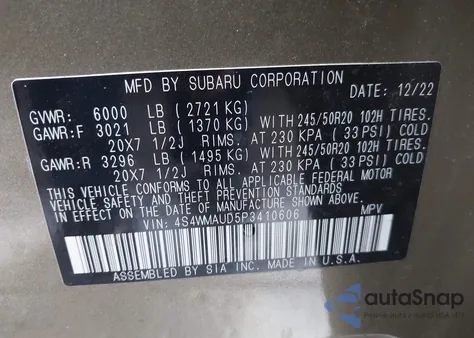 MFD BY SUBARU CORPORATION
DATE: 12/22
GVWR: 6000 LB (2721 KG)
GAWR:F 3021 LB (1370 KG) WITH 245/50R20 102H TIRES.
20X7 1/2J RIMS. AT 230 KPA (33 PSI) COLD
GAWR:R 3296 LB (1495 KG) WITH 245/50R20 102H TIRES.
20X7 1/2J RIMS. AT 230 KPA (33 PSI) COLD
THIS VEHICLE CONFORMS TO ALL APPLICABLE FEDERAL MOTOR
VEHICLE SAFETY, BUMPER, AND THEFT PREVENTION STANDARDS
IN EFFECT ON THE DATE OF MANUFACTURE SHOWN ABOVE.
VIN: 4S4WMAUD5P3410606 MPV
ASSEMBLED BY SIA INC. MADE IN U.S.A.
autoSnap